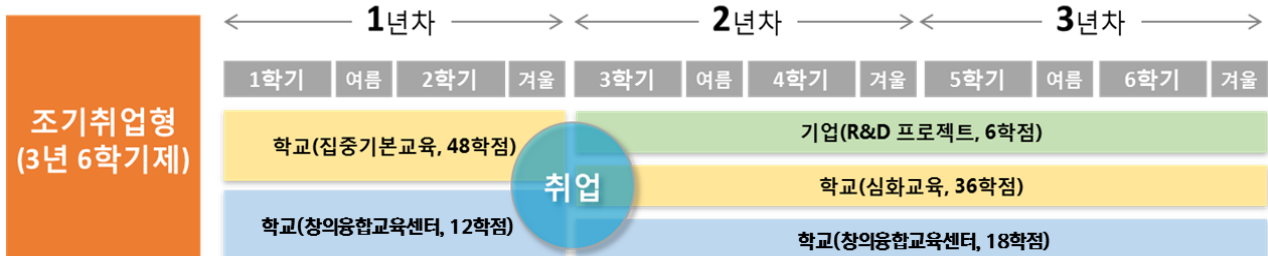 1년차 2년차 3년차
1학기 여름 2학기 겨울 3학기 여름 4학기 겨울 5학기 여름 6학기 겨울
조기취업형
(3년 6학기제)
학교(집중기본교육, 48학점)
기업(R&D 프로젝트, 6학점)
취업
학교(심화교육, 36학점)
학교(창의융합교육센터, 12학점)
학교(창의융합교육센터, 18학점)